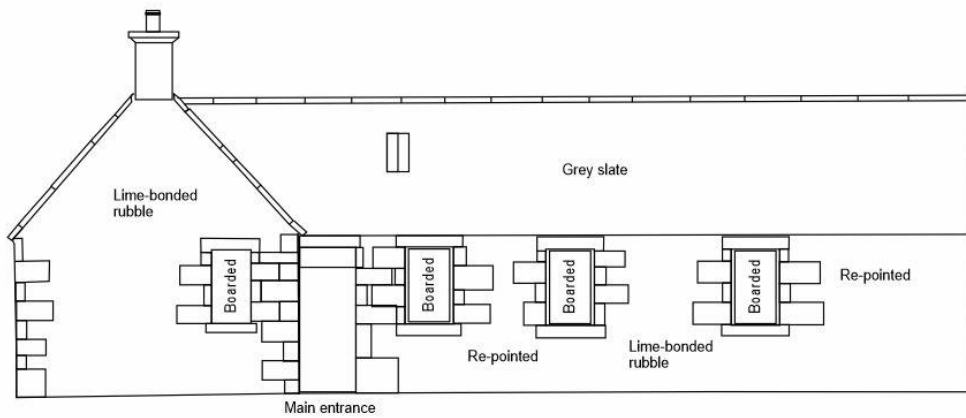 Grey slate
Lime-bonded
rubble
Boarded
Boarded
Boarded
Boarded
Re-pointed
Re-pointed
Lime-bonded
rubble
Main entrance